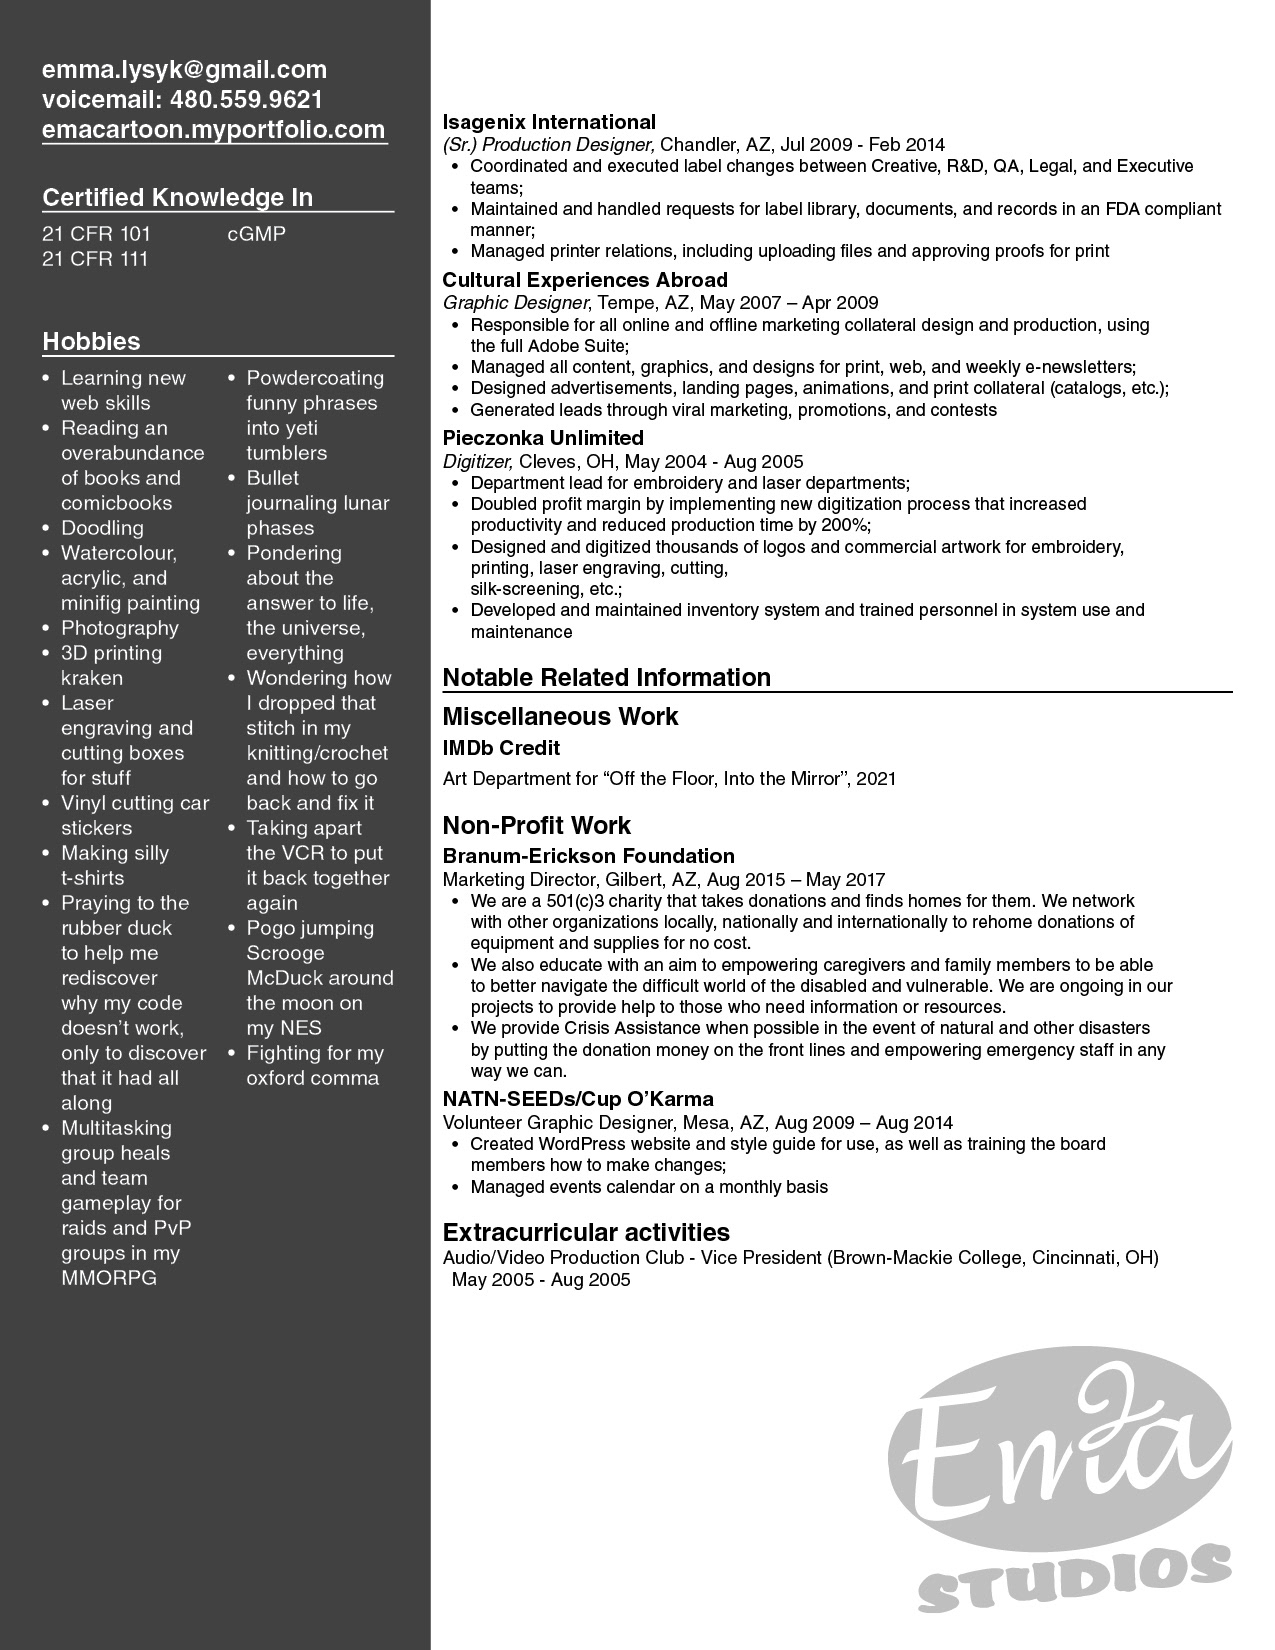 emma.lysyk@gmail.com
voicemail: 480.559.9621
emacartoon.myportfolio.com
Certified Knowledge In
21 CFR 101
21 CFR 111
cGMP
Hobbies
• Learning new
web skills
• Reading an
overabundance
of books and
comicbooks
• Doodling
• Watercolour,
acrylic, and
minifig painting
• Photography
• 3D printing
kraken
• Laser
engraving and
cutting boxes
for stuff
• Vinyl cutting car
stickers
• Making silly
t-shirts
• Praying to the
rubber duck
to help me
rediscover
why my code
doesn't work,
only to discover
that it had all
along
• Multitasking
group heals
and team
gameplay for
raids and PvP
groups in my
MMORPG
• Powdercoating
funny phrases
into yeti
tumblers
• Bullet
journaling lunar
phases
• Pondering
about the
answer to life,
the universe,
everything
• Wondering how
I dropped that
stitch in my
knitting/crochet
and how to go
back and fix it
• Taking apart
the VCR to put
it back together
again
• Pogo jumping
Scrooge
McDuck around
the moon on
my NES
• Fighting for my
oxford comma
Isagenix International
(Sr.) Production Designer, Chandler, AZ, Jul 2009 - Feb 2014
• Coordinated and executed label changes between Creative, R&D, QA, Legal, and Executive
teams;
• Maintained and handled requests for label library, documents, and records in an FDA compliant
manner;
• Managed printer relations, including uploading files and approving proofs for print
Cultural Experiences Abroad
Graphic Designer, Tempe, AZ, May 2007 – Apr 2009
• Responsible for all online and offline marketing collateral design and production, using
the full Adobe Suite;
• Managed all content, graphics, and designs for print, web, and weekly e-newsletters;
• Designed advertisements, landing pages, animations, and print collateral (catalogs, etc.);
• Generated leads through viral marketing, promotions, and contests
Pieczonka Unlimited
Digitizer, Cleves, OH, May 2004 - Aug 2005
• Department lead for embroidery and laser departments;
• Doubled profit margin by implementing new digitization process that increased
productivity and reduced production time by 200%;
• Designed and digitized thousands of logos and commercial artwork for embroidery,
printing, laser engraving, cutting,
silk-screening, etc.;
• Developed and maintained inventory system and trained personnel in system use and
maintenance
Notable Related Information
Miscellaneous Work
IMDb Credit
Art Department for “Off the Floor, Into the Mirror”, 2021
Non-Profit Work
Branum-Erickson Foundation
Marketing Director, Gilbert, AZ, Aug 2015 – May 2017
• We are a 501(c)3 charity that takes donations and finds homes for them. We network
with other organizations locally, nationally and internationally to rehome donations of
equipment and supplies for no cost.
• We also educate with an aim to empowering caregivers and family members to be able
to better navigate the difficult world of the disabled and vulnerable. We are ongoing in our
projects to provide help to those who need information or resources.
• We provide Crisis Assistance when possible in the event of natural and other disasters
by putting the donation money on the front lines and empowering emergency staff in any
way we can.
NATN-SEEDs/Cup O’Karma
Volunteer Graphic Designer, Mesa, AZ, Aug 2009 – Aug 2014
• Created WordPress website and style guide for use, as well as training the board
members how to make changes;
• Managed events calendar on a monthly basis
Extracurricular activities
Audio/Video Production Club - Vice President (Brown-Mackie College, Cincinnati, OH)
May 2005 - Aug 2005
Ema
STUDIOS